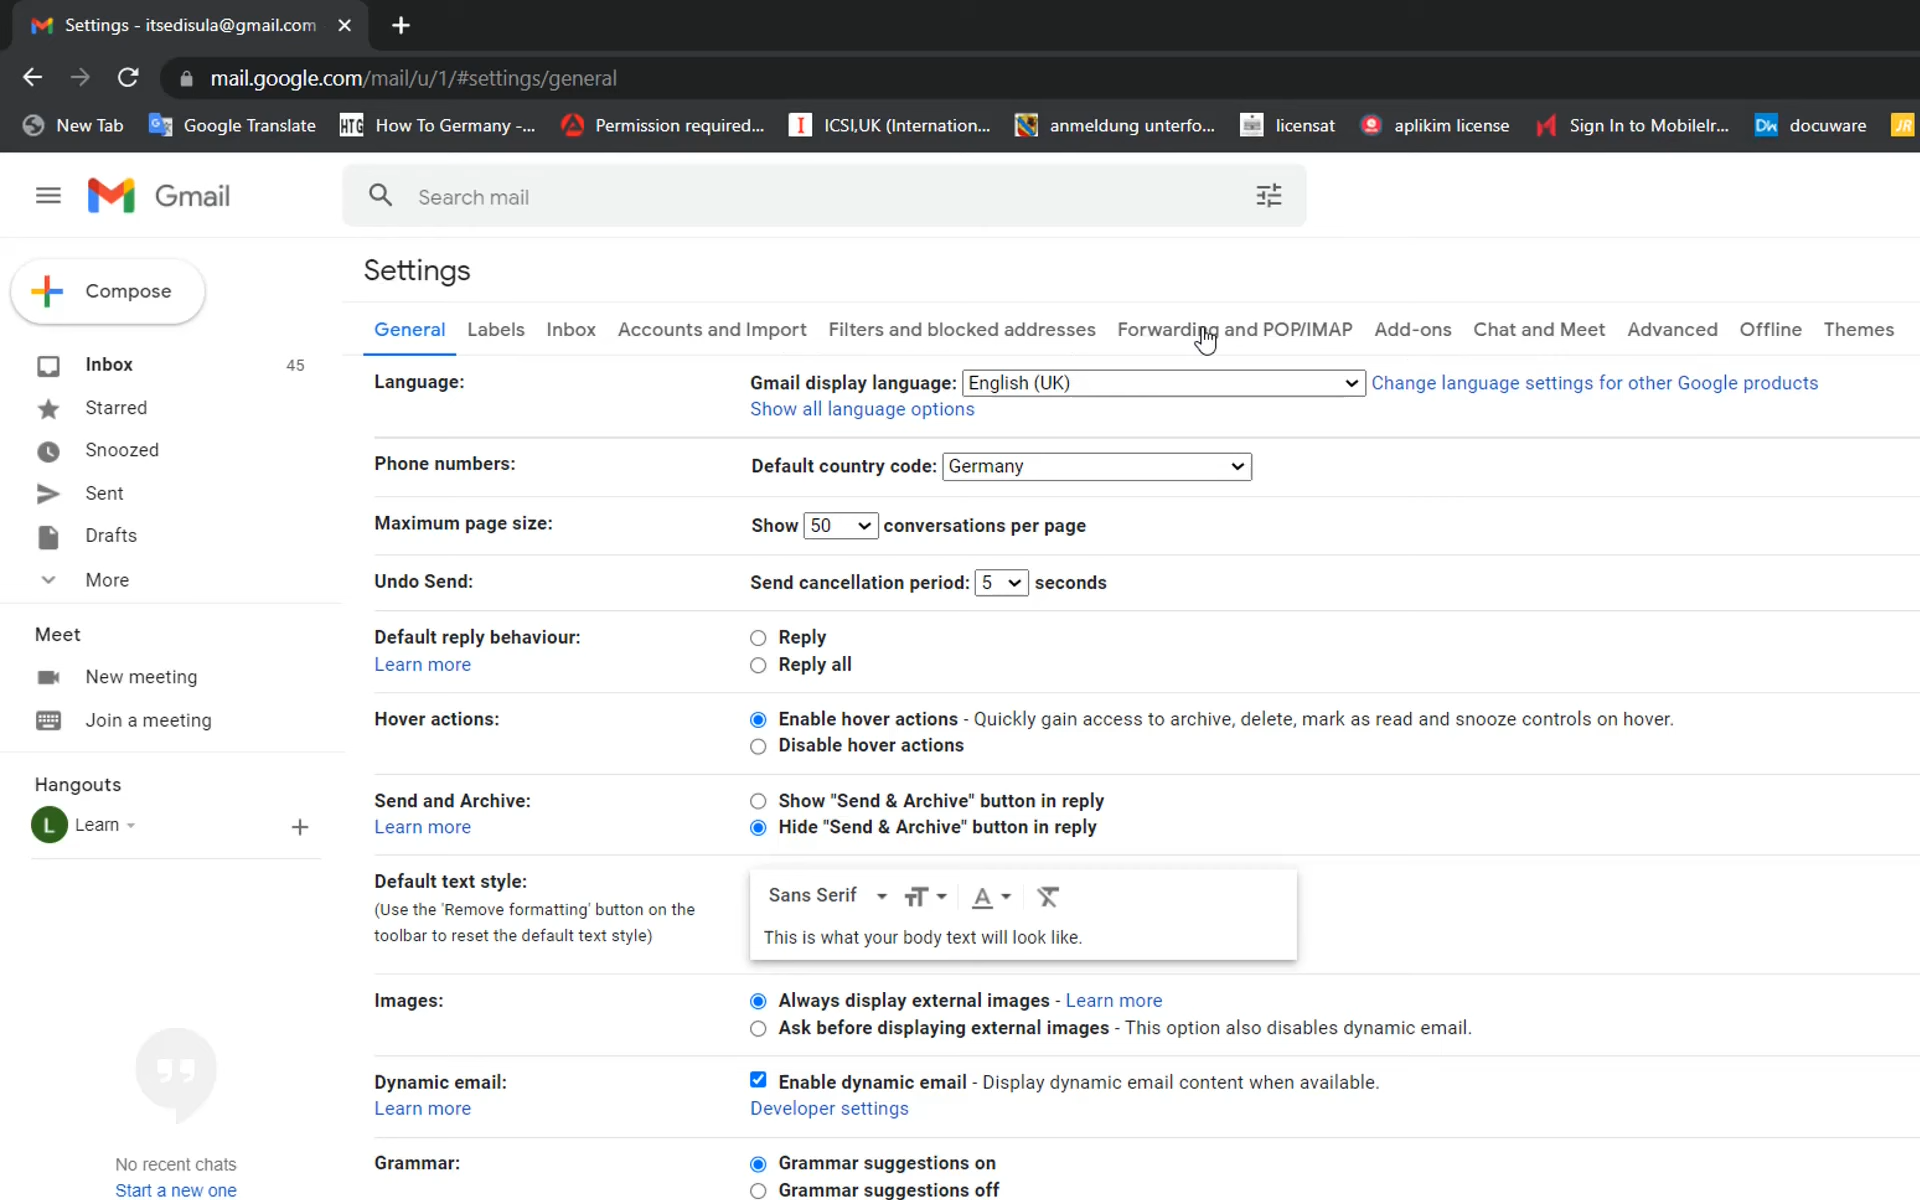 Settings - itsedisula@gmail.com
mail.google.com/mail/u/1/#settings/general
New Tab Google Translate HTG How To Germany -... Permission required... I ICSI,UK (Internation... anmeldung unterfo... licensat aplikim license Sign In to MobileIr... DW docuware JR
Gmail
Search mail
Compose
Inbox 45
Starred
Snoozed
Sent
Drafts
More
Meet
New meeting
Join a meeting
Hangouts
L Learn
No recent chats
Start a new one
Settings
General Labels Inbox Accounts and Import Filters and blocked addresses Forwarding and POP/IMAP Add-ons Chat and Meet Advanced Offline Themes
Language: Gmail display language: English (UK) Change language settings for other Google products
Show all language options
Phone numbers: Default country code: Germany
Maximum page size: Show 50 conversations per page
Undo Send: Send cancellation period: 5 seconds
Default reply behaviour: Reply
Learn more Reply all
Hover actions: Enable hover actions - Quickly gain access to archive, delete, mark as read and snooze controls on hover.
Disable hover actions
Send and Archive: Show "Send & Archive" button in reply
Learn more Hide "Send & Archive" button in reply
Default text style: Sans Serif
(Use the 'Remove formatting' button on the
toolbar to reset the default text style) This is what your body text will look like.
Images: Always display external images - Learn more
Ask before displaying external images - This option also disables dynamic email.
Dynamic email: Enable dynamic email - Display dynamic email content when available.
Learn more Developer settings
Grammar: Grammar suggestions on
Grammar suggestions off